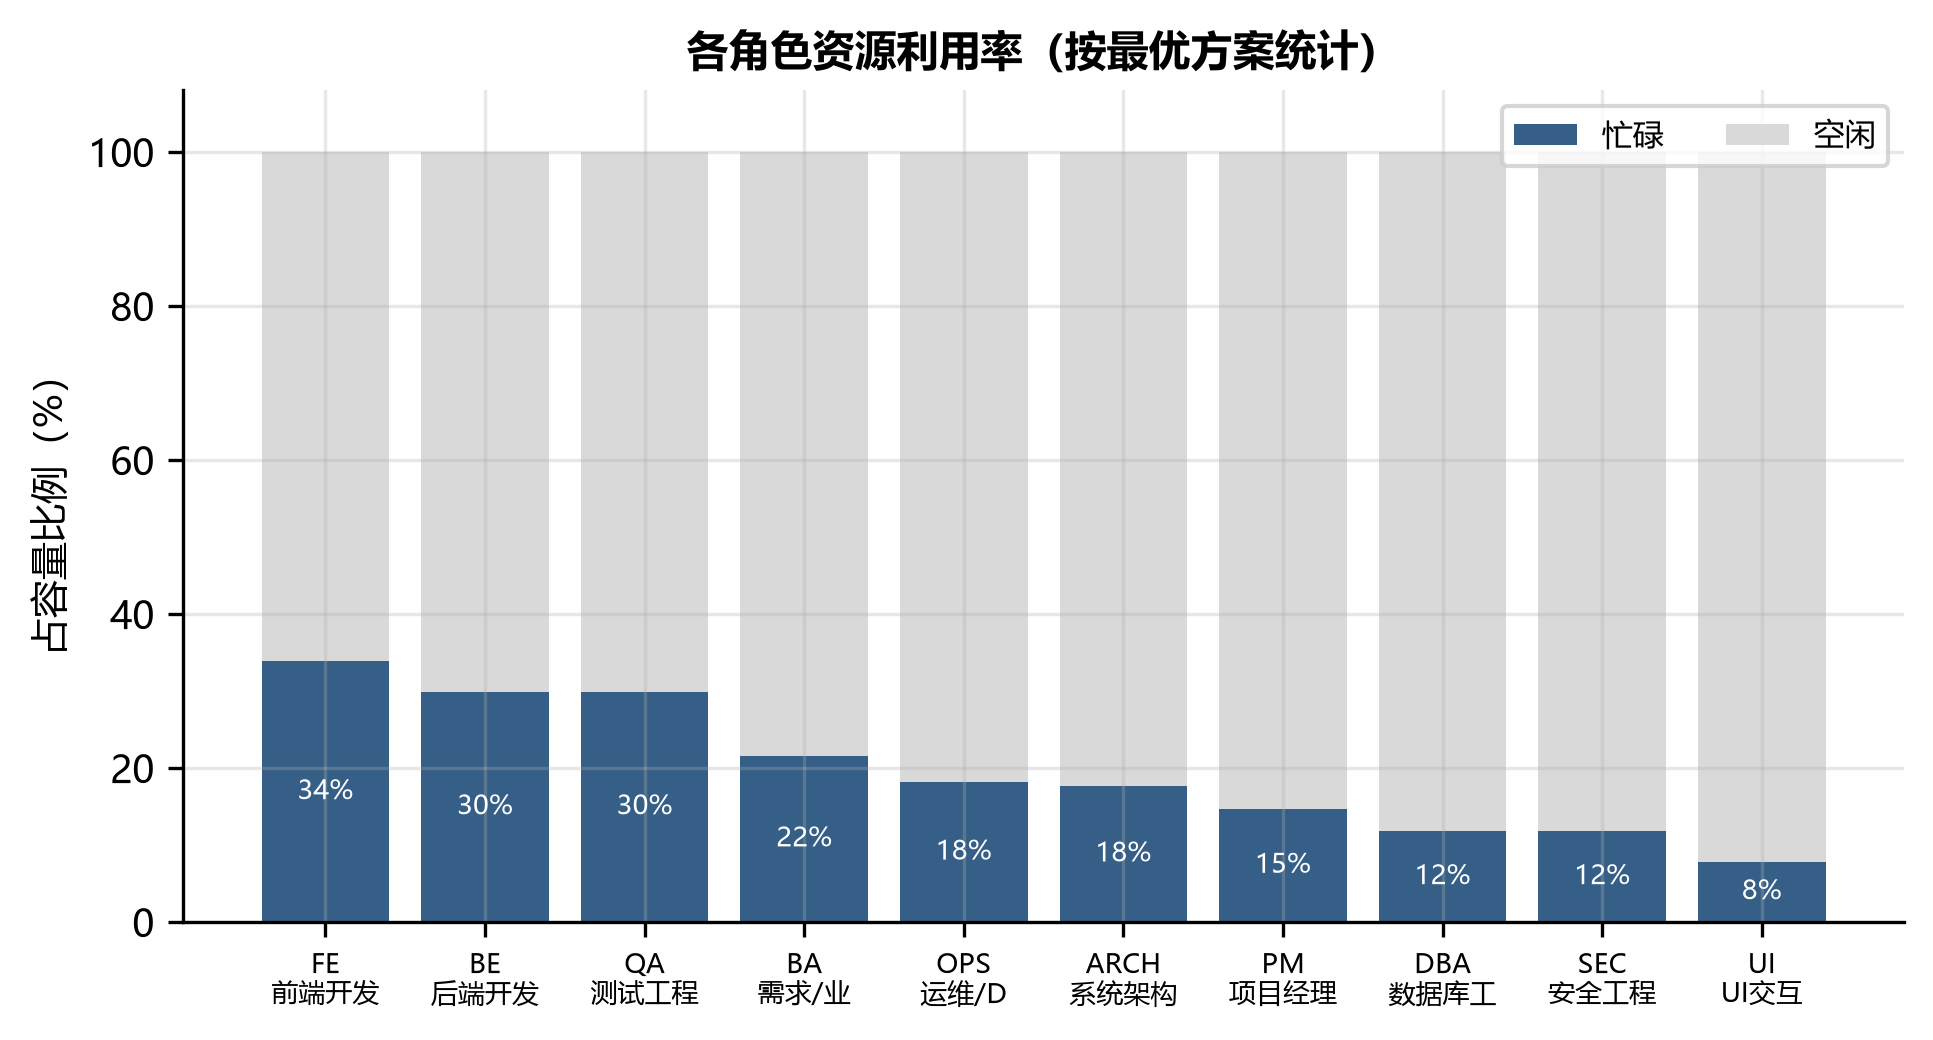 各角色资源利用率（按最优方案统计）
忙碌 空闲
占容量比例（%）
100
80
60
40
20
0
34% 30% 30% 22% 18% 18% 15% 12% 12% 8%
FE BE QA BA OPS ARCH PM DBA SEC UI
前端开发 后端开发 测试工程 需求/业 运维/D 系统架构 项目经理 数据库工 安全工程 UI交互